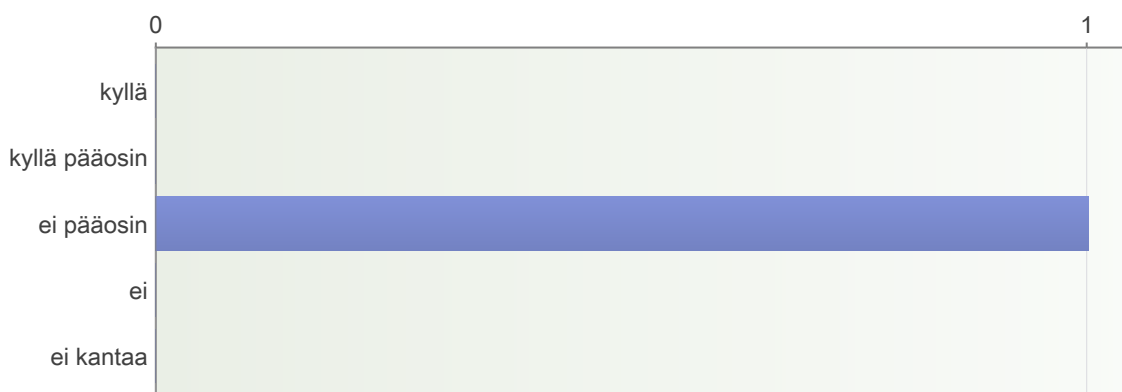 0 1
kyllä
kyllä pääosin
ei pääosin
ei
ei kantaa